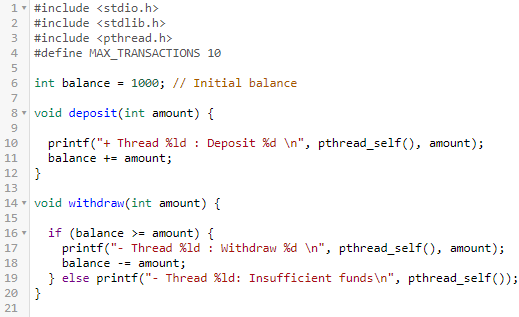 1 #include <stdio.h>
2 #include <stdlib.h>
3 #include <pthread.h>
4 #define MAX_TRANSACTIONS 10
5
6 int balance = 1000; // Initial balance
7
8 void deposit(int amount) {
9
10   printf("+ Thread %ld : Deposit %d \n", pthread_self(), amount);
11   balance += amount;
12 }
13
14 void withdraw(int amount) {
15
16   if (balance >= amount) {
17     printf("- Thread %ld : Withdraw %d \n", pthread_self(), amount);
18     balance -= amount;
19   } else printf("- Thread %ld: Insufficient funds\n", pthread_self());
20 }
21